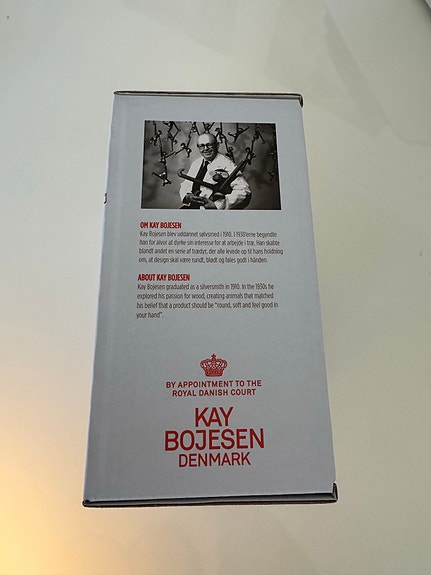 OM KAY BOJESEN
Kay Bojesen blev uddannet sølvsmed i 1910. I 1930'erne begyndte
han for alvor at dyrke sin interesse for at arbejde i træ. Han skabte
blandt andet en serie af trædyr, der alle levede op til hans holdning
om, at design skal være rundt, blødt og føles godt i hånden.
ABOUT KAY BOJESEN
Kay Bojesen graduated as a silversmith in 1910. In the 1930s he
explored his passion for wood, creating animals that matched
his belief that a product should be "round, soft and feel good in
your hand".
BY APPOINTMENT TO THE
ROYAL DANISH COURT
KAY
BOJESEN
DENMARK